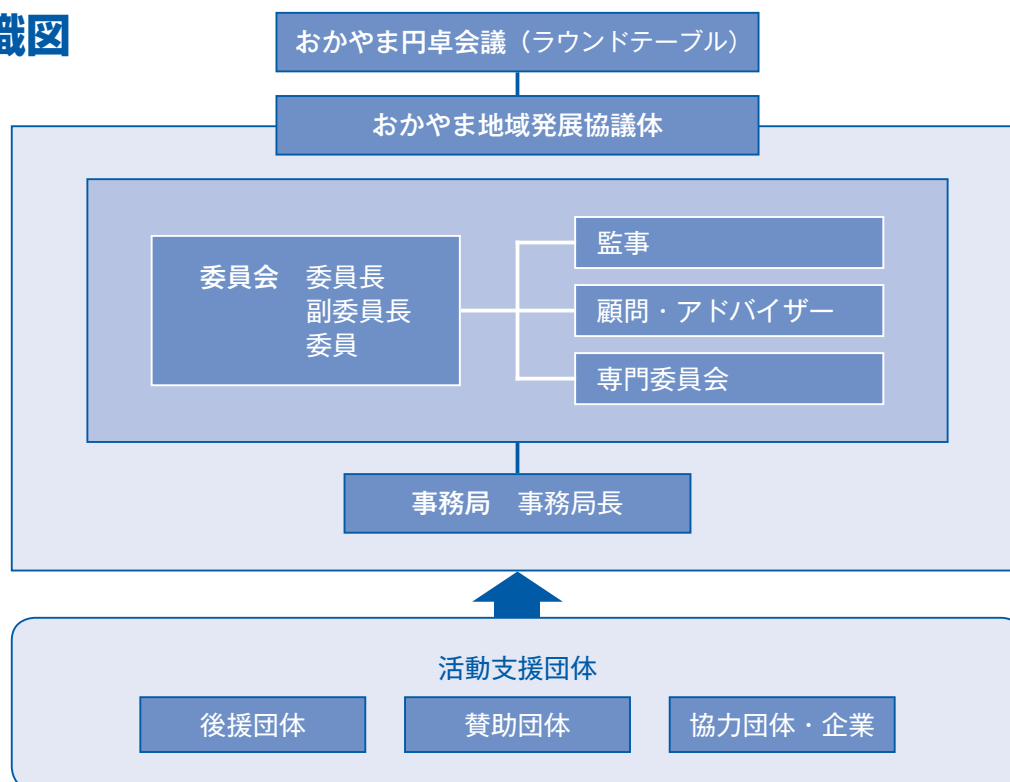 織図
おかやま円卓会議（ラウンドテーブル）
おかやま地域発展協議体
委員会　委員長
副委員長
委員
監事
顧問・アドバイザー
専門委員会
事務局　事務局長
活動支援団体
後援団体
賛助団体
協力団体・企業